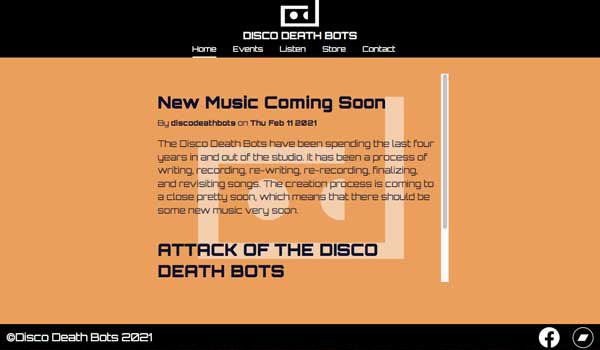 DISCO DEATH BOTS
Home Events Listen Store Contact
New Music Coming Soon
By discodeathbots on Thu Feb 11 2021
The Disco Death Bots have been spending the last four
years in and out of the studio. It has been a process of
writing, recording, re-writing, re-recording, finalizing,
and revisiting songs. The creation process is coming to
a close pretty soon, which means that there should be
some new music very soon.
ATTACK OF THE DISCO
DEATH BOTS
©Disco Death Bots 2021